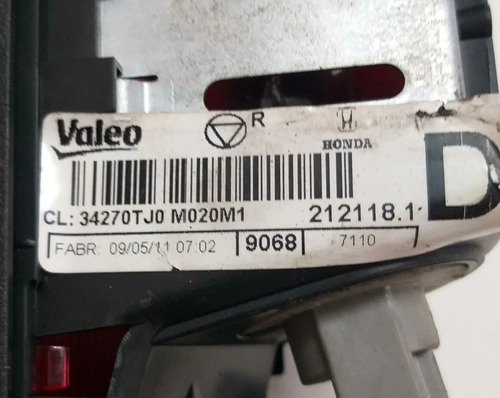 Valeo R HONDA
CL: 34270TJ0 M020M1 212118.1 D
FABR: 09/05/11 07:02 9068 7110